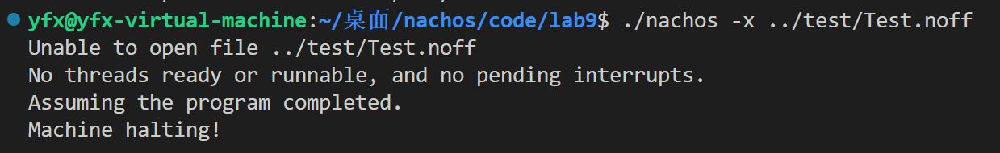 yfx@yfx-virtual-machine:~/桌面/nachos/code/lab9$ ./nachos -x ../test/Test.noff
Unable to open file ../test/Test.noff
No threads ready or runnable, and no pending interrupts.
Assuming the program completed.
Machine halting!